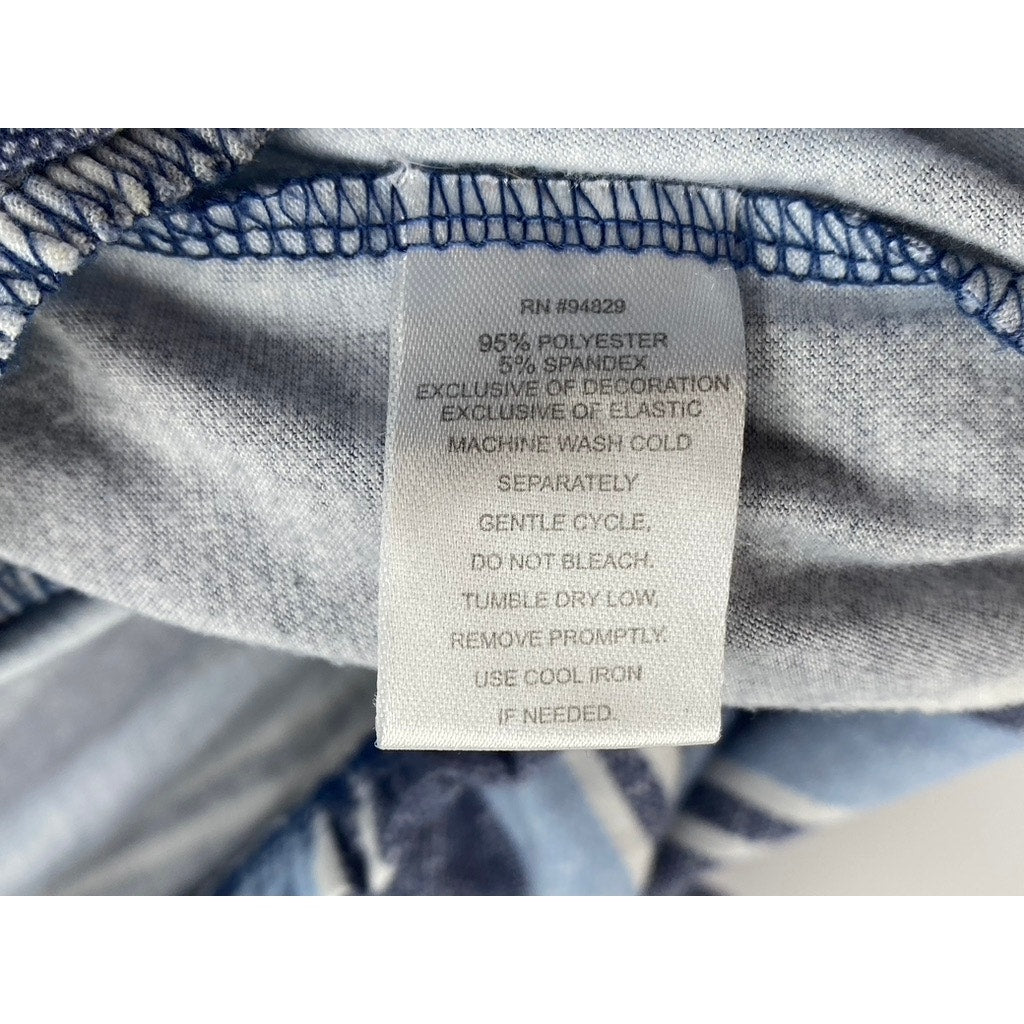 RN #94829
95% POLYESTER
5% SPANDEX
EXCLUSIVE OF DECORATION
EXCLUSIVE OF ELASTIC
MACHINE WASH COLD
SEPARATELY
GENTLE CYCLE,
DO NOT BLEACH.
TUMBLE DRY LOW,
REMOVE PROMPTLY.
USE COOL IRON
IF NEEDED.